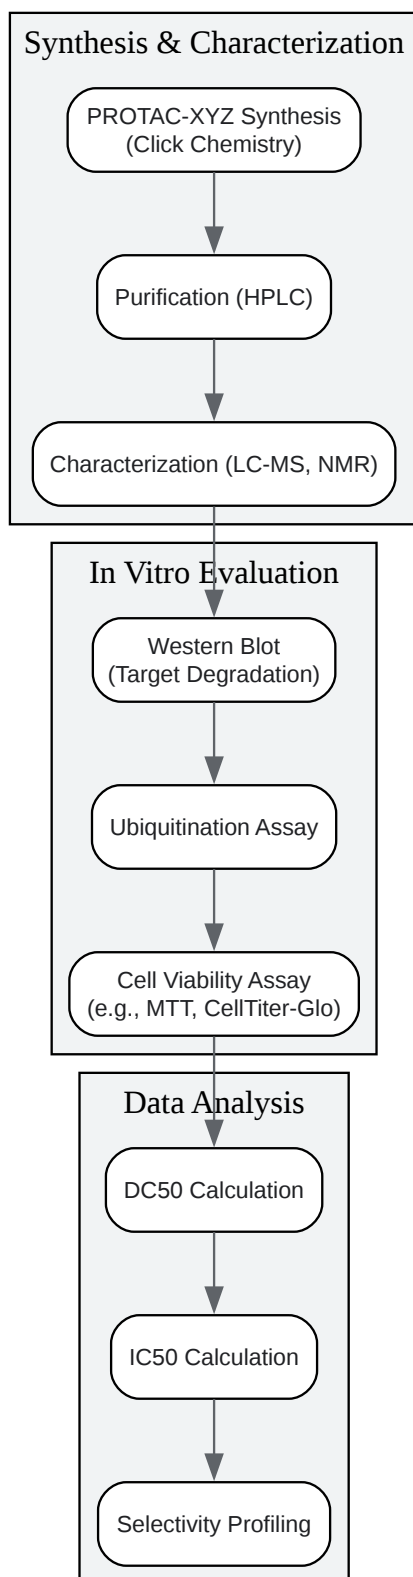 Synthesis & Characterization
PROTAC-XYZ Synthesis
(Click Chemistry)
Purification (HPLC)
Characterization (LC-MS, NMR)
In Vitro Evaluation
Western Blot
(Target Degradation)
Ubiquitination Assay
Cell Viability Assay
(e.g., MTT, CellTiter-Glo)
Data Analysis
DC50 Calculation
IC50 Calculation
Selectivity Profiling